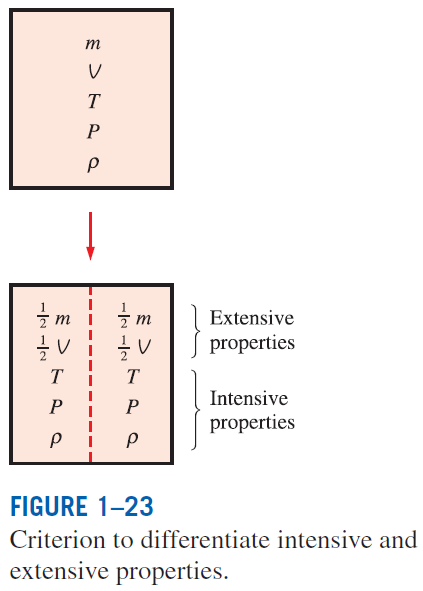 m
V
T
P
ρ
½ m ½ m
½ V ½ V
T T
P P
ρ ρ
Extensive
properties
Intensive
properties
FIGURE 1–23
Criterion to differentiate intensive and
extensive properties.